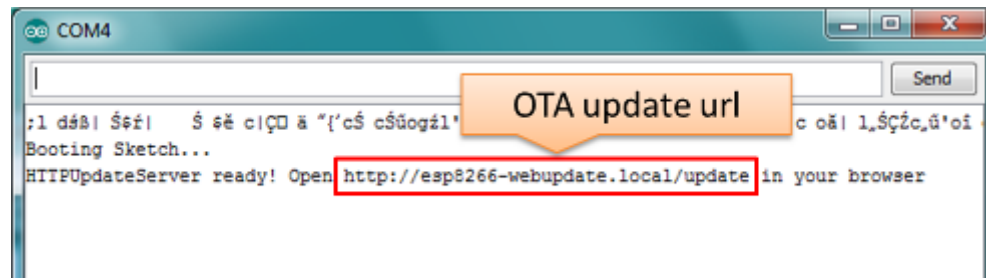 COM4
Send
OTA update url
Booting Sketch...
HTTPUpdateServer ready! Open http://esp8266-webupdate.local/update in your browser